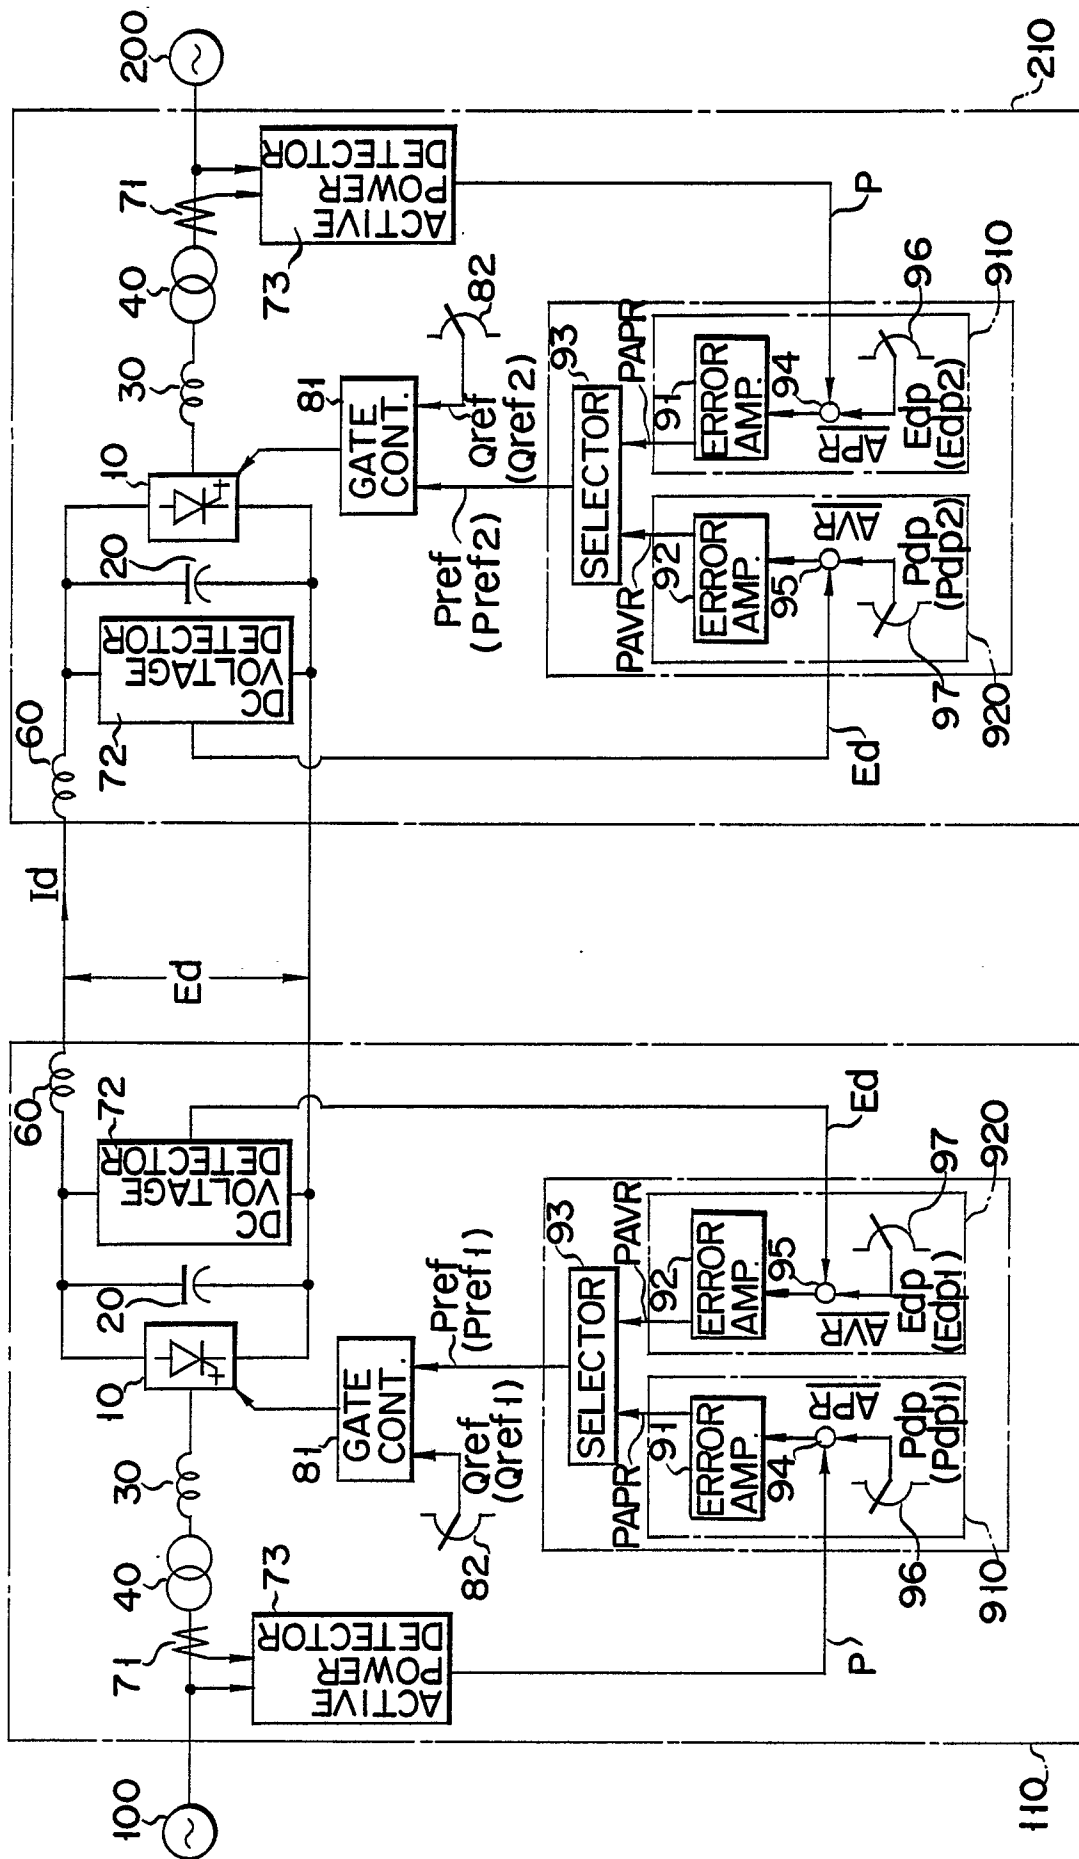 100
71
40
30
10
20
72
60
Id
Ed
60
72
20
10
30
40
71
200
ACTIVE
POWER
DETECTOR
73
DC
VOLTAGE
DETECTOR
DC
VOLTAGE
DETECTOR
ACTIVE
POWER
DETECTOR
73
81
GATE
CONT.
82
Qref
(Qref1)
Pref
(Pref1)
81
GATE
CONT.
82
Pref
(Pref2)
Qref
(Qref2)
93
SELECTOR
PAPR
PAVR
91
ERROR
AMP.
92
ERROR
AMP.
94
95
P
APR
AVR
Ed
96
Pdp
(Pdp1)
Edp
(Edp1)
97
910
920
93
SELECTOR
PAVR
PAPR
92
ERROR
AMP.
91
ERROR
AMP.
95
94
Ed
AVR
APR
P
97
Pdp
(Pdp2)
Edp
(Edp2)
96
920
910
110
210